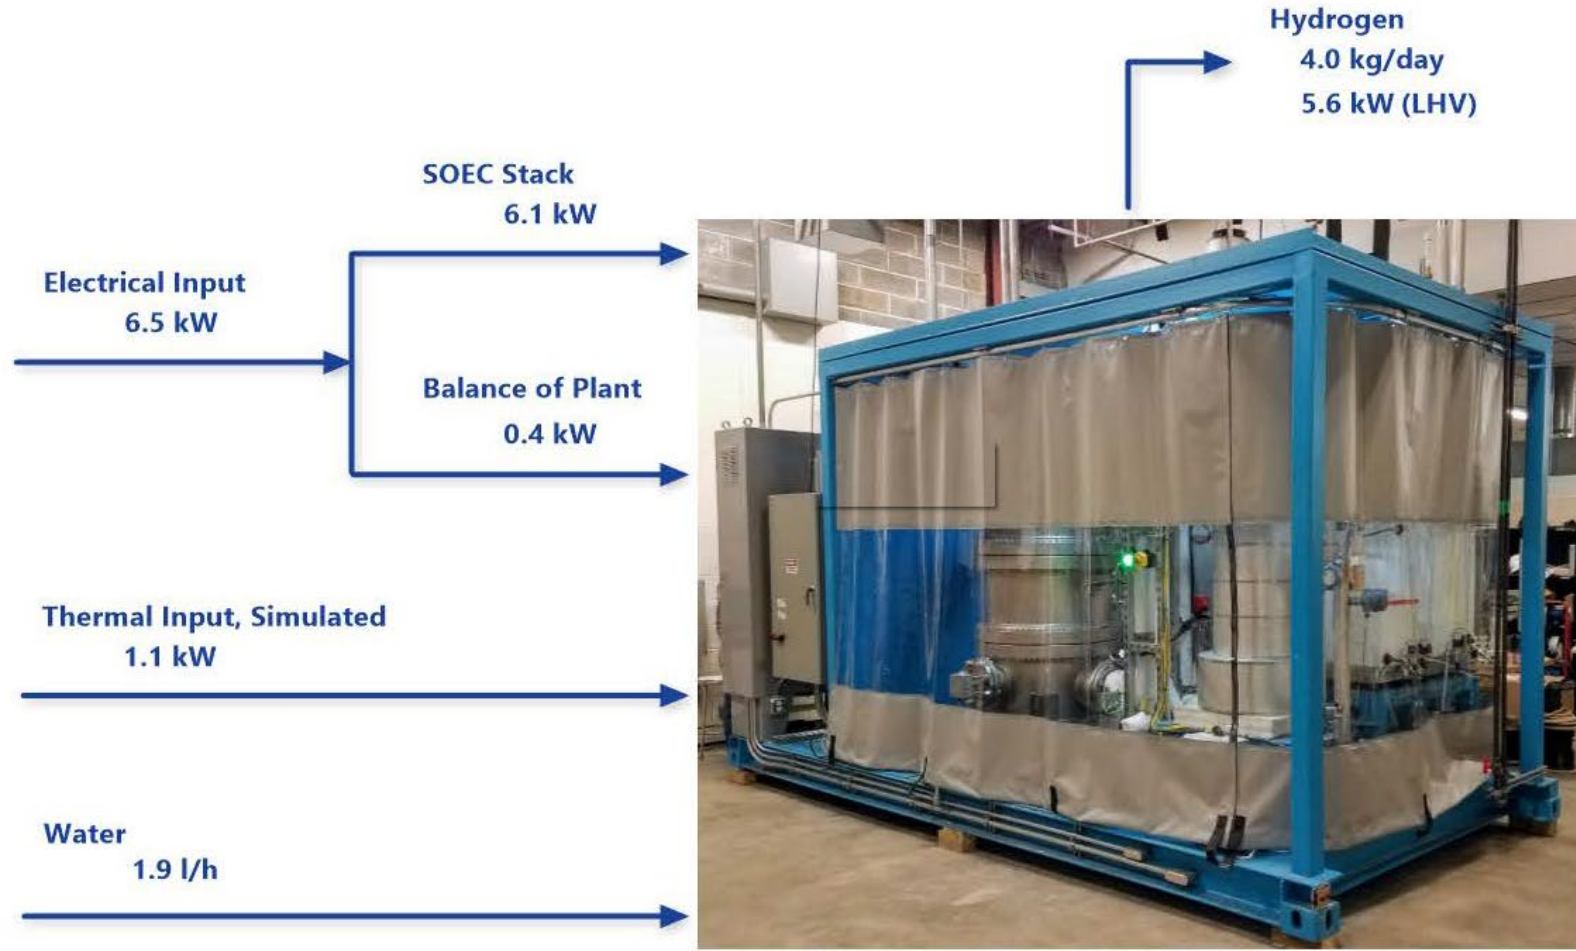 Hydrogen
4.0 kg/day
5.6 kW (LHV)
SOEC Stack
6.1 kW
Electrical Input
6.5 kW
Balance of Plant
0.4 kW
Thermal Input, Simulated
1.1 kW
Water
1.9 l/h